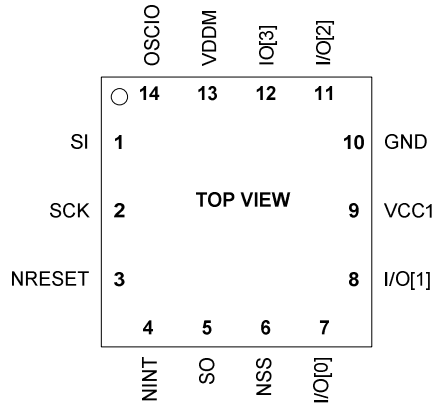 OSCIO VDDM IO[3] I/O[2]
14 13 12 11
SI 1 10 GND
TOP VIEW
SCK 2 9 VCC1
NRESET 3 8 I/O[1]
4 5 6 7
NINT SO NSS I/O[0]